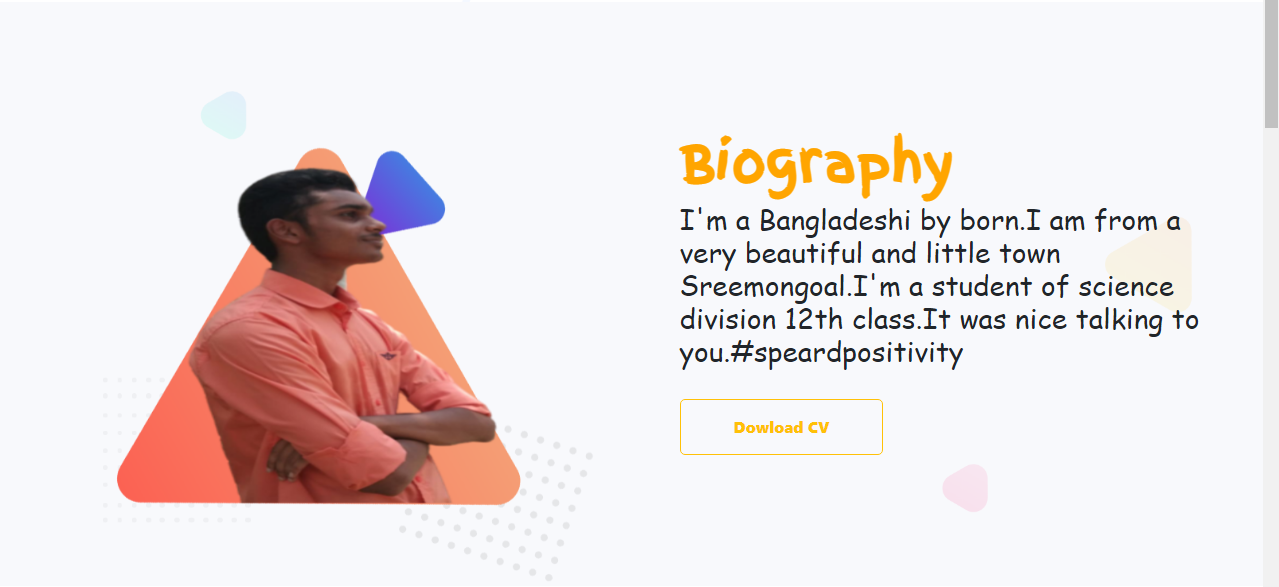 Biography
I'm a Bangladeshi by born.I am from a
very beautiful and little town
Sreemongoal.I'm a student of science
division 12th class.It was nice talking to
you.#speardpositivity
Dowload CV